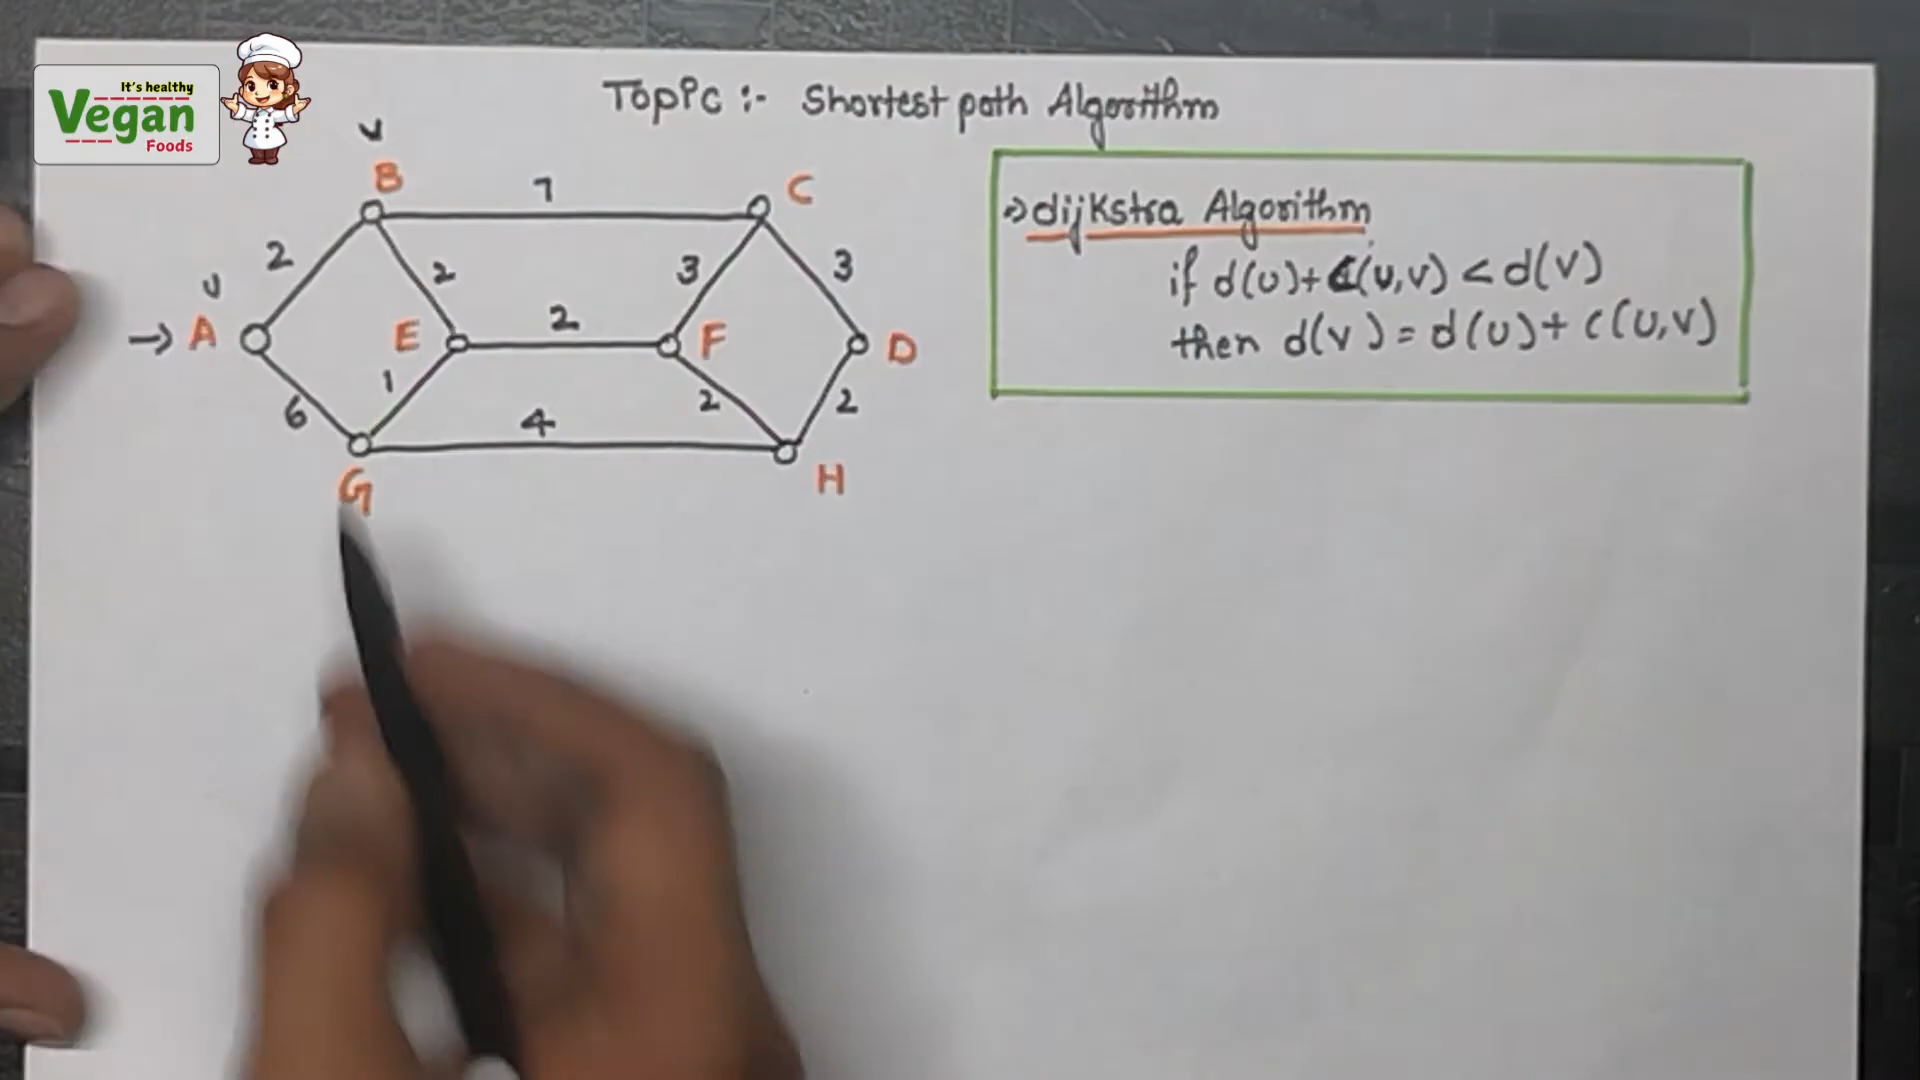 It's healthy
Vegan
Foods
Topic :- Shortest path Algorithm
v
B
7
C
⇒ dijkstra Algorithm
2
2
3
3
if d(u)+c(u,v) < d(v)
υ
→ A
E
2
F
D
then d(v) = d(u) + c(u,v)
6
1
4
2
2
G
H